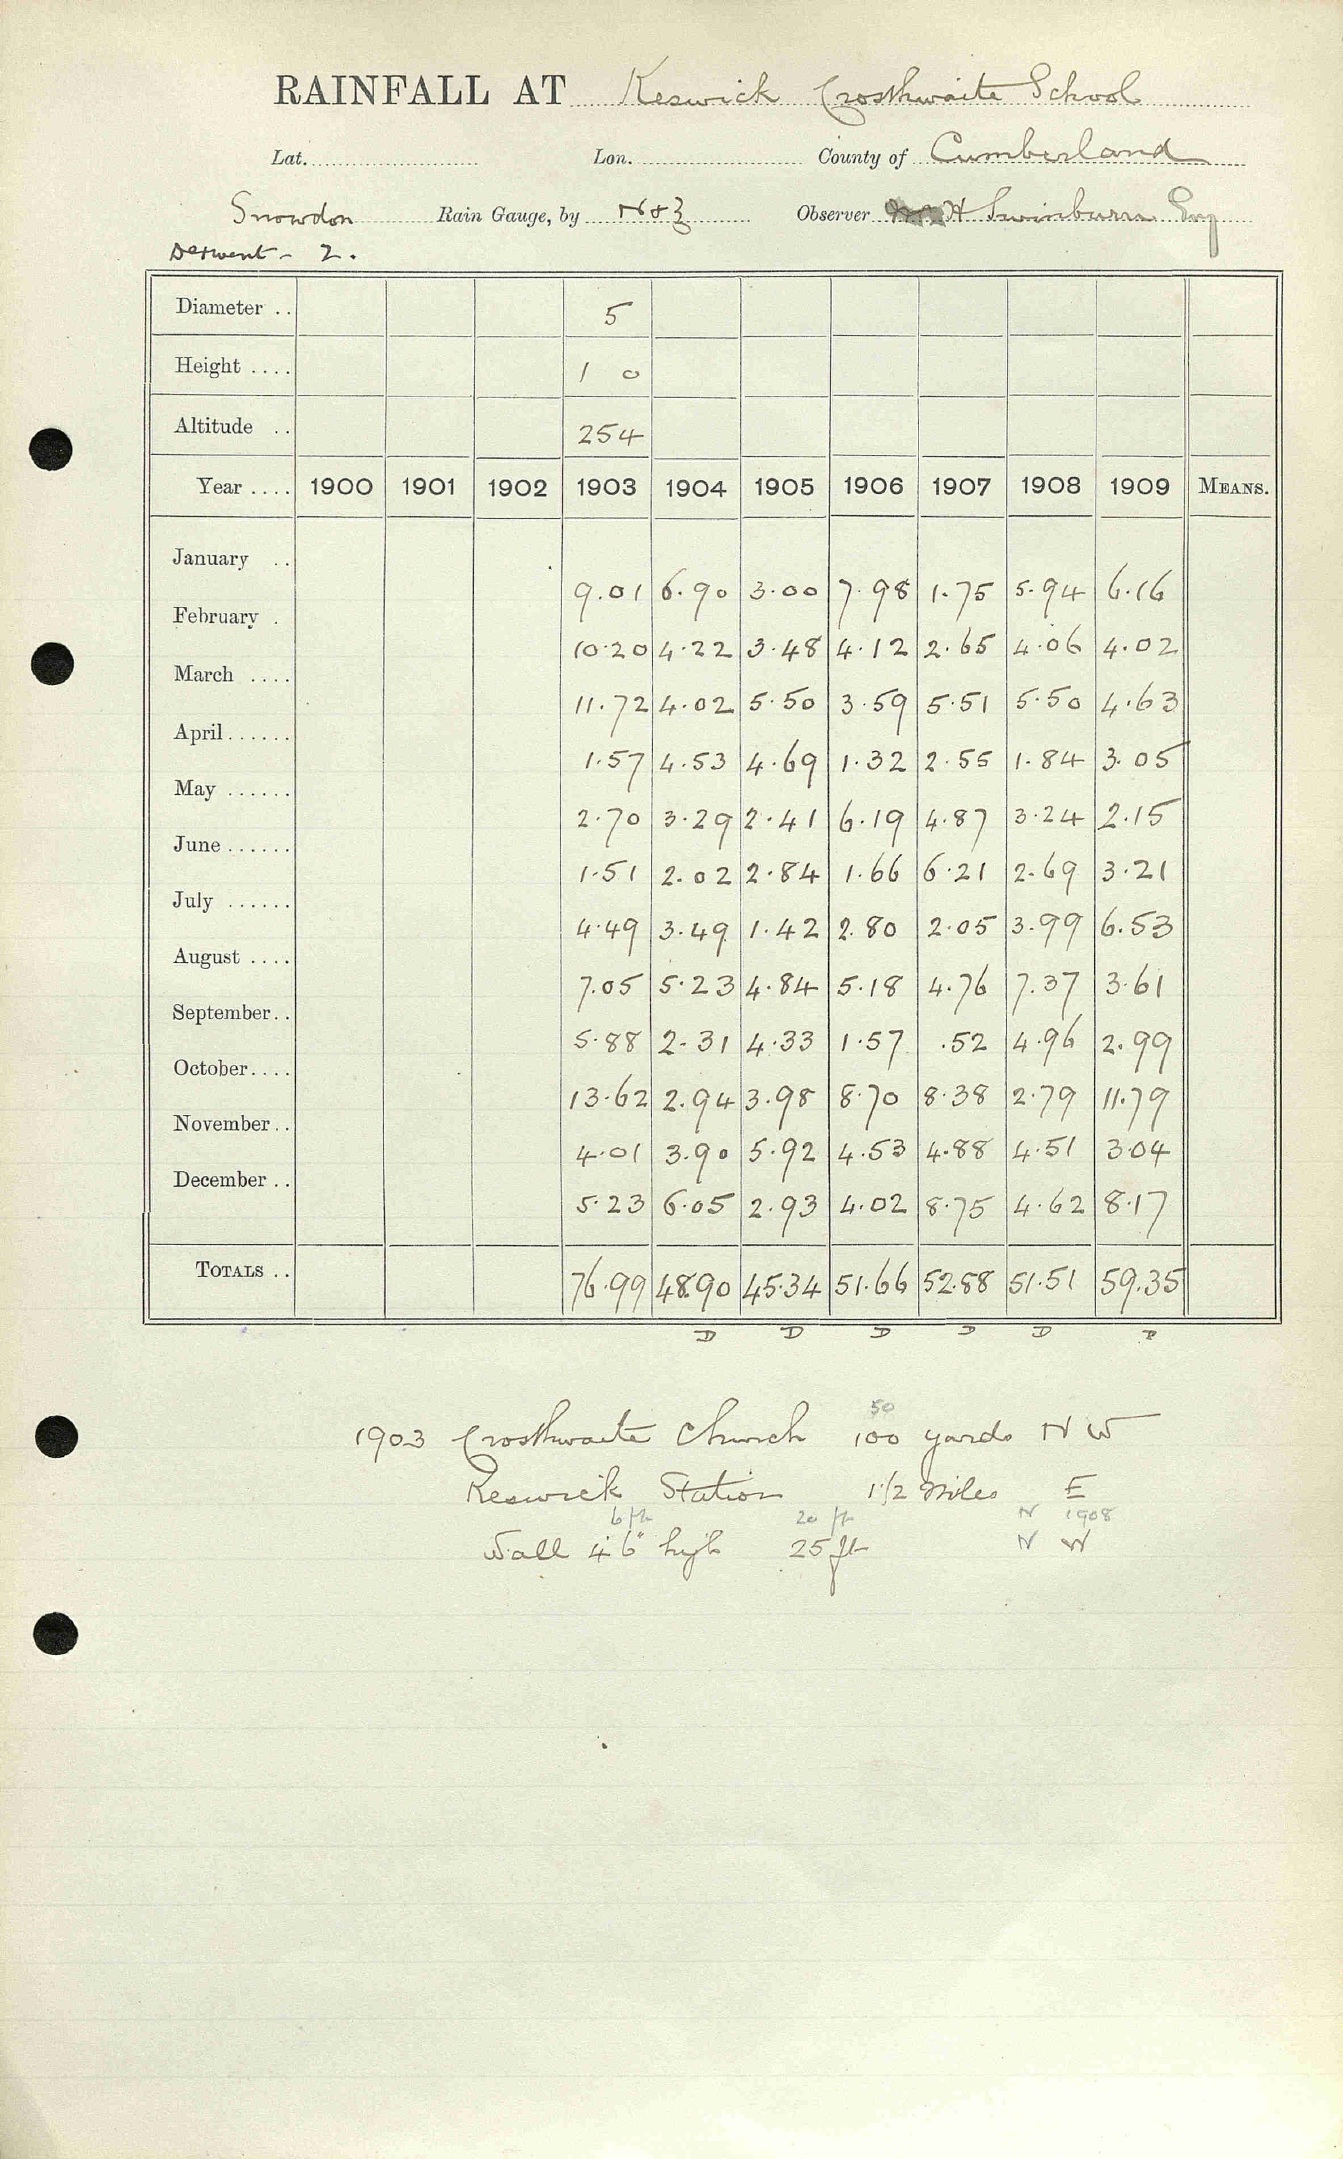 RAINFALL AT Keswick Crosthwaite School
Lat. Lon. County of Cumberland
Snowdon Rain Gauge, by N & Z Observer H Swinburn Esq
Derwent - 2.
Diameter .. 5
Height .... 1 0
Altitude .. 254
Year .... 1900 1901 1902 1903 1904 1905 1906 1907 1908 1909 MEANS.
January .. 9.01 6.90 3.00 7.98 1.75 5.94 6.16
February . 10.20 4.22 3.48 4.12 2.65 4.06 4.02
March .... 11.72 4.02 5.50 3.59 5.51 5.50 4.63
April...... 1.57 4.53 4.69 1.32 2.55 1.84 3.05
May ...... 2.70 3.29 2.41 6.19 4.87 3.24 2.15
June ...... 1.51 2.02 2.84 1.66 6.21 2.69 3.21
July ...... 4.49 3.49 1.42 2.80 2.05 3.99 6.53
August .... 7.05 5.23 4.84 5.18 4.76 7.37 3.61
September.. 5.88 2.31 4.33 1.57 .52 4.96 2.99
October.... 13.62 2.94 3.98 8.70 8.38 2.79 11.79
November.. 4.01 3.90 5.92 4.53 4.88 4.51 3.04
December .. 5.23 6.05 2.93 4.02 8.75 4.62 8.17
TOTALS .. 76.99 48.90 45.34 51.66 52.88 51.51 59.35
D D D D D
50
1903 Crosthwaite Church 100 yards N W
Keswick Station 1 1/2 Miles E
6 ft 20 ft N 1908
Wall 4' 6" high 25 ft N W